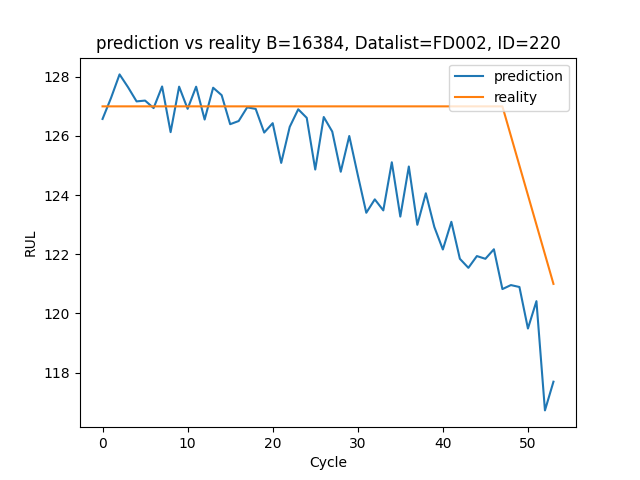 prediction vs reality B=16384, Datalist=FD002, ID=220
prediction
reality
128
126
124
122
120
118
RUL
0 10 20 30 40 50
Cycle